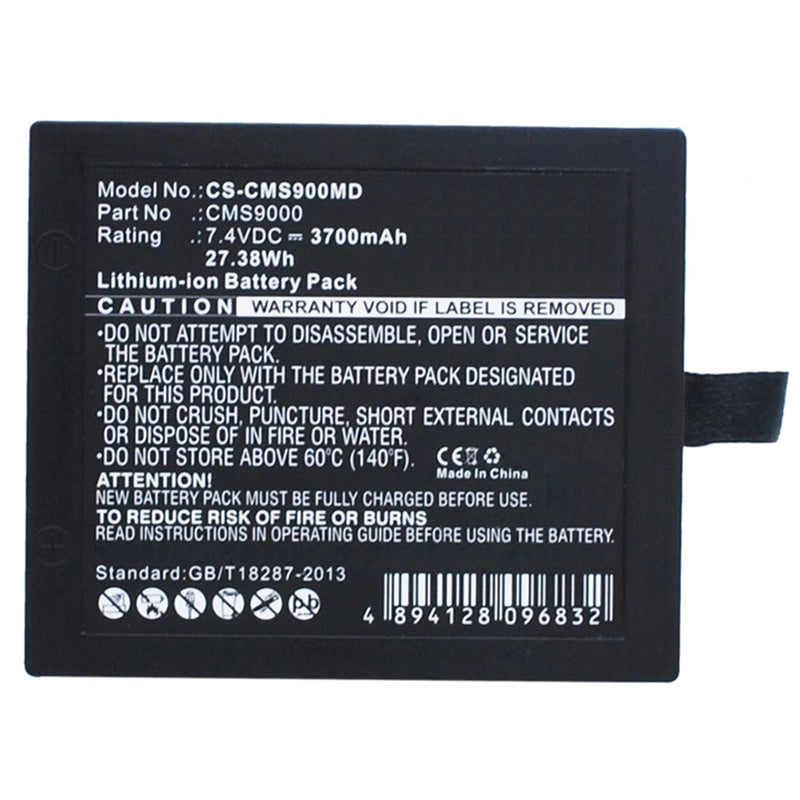 Model No.:CS-CMS900MD
Part No :CMS9000
Rating :7.4VDC ⎓ 3700mAh
27.38Wh
Lithium-ion Battery Pack
CAUTION WARRANTY VOID IF LABEL IS REMOVED
•DO NOT ATTEMPT TO DISASSEMBLE, OPEN OR SERVICE
THE BATTERY PACK.
•REPLACE ONLY WITH THE BATTERY PACK DESIGNATED
FOR THIS PRODUCT.
•DO NOT CRUSH, PUNCTURE, SHORT EXTERNAL CONTACTS
OR DISPOSE OF IN FIRE OR WATER.
•DO NOT STORE ABOVE 60°C (140°F).
CE
Made In China
ATTENTION!
NEW BATTERY PACK MUST BE FULLY CHARGED BEFORE USE.
TO REDUCE RISK OF FIRE OR BURNS
READ INSTRUCTIONS IN OPERATING GUIDE BEFORE USING THE BATTERY.
Standard:GB/T18287-2013
pb
4 894128 096832